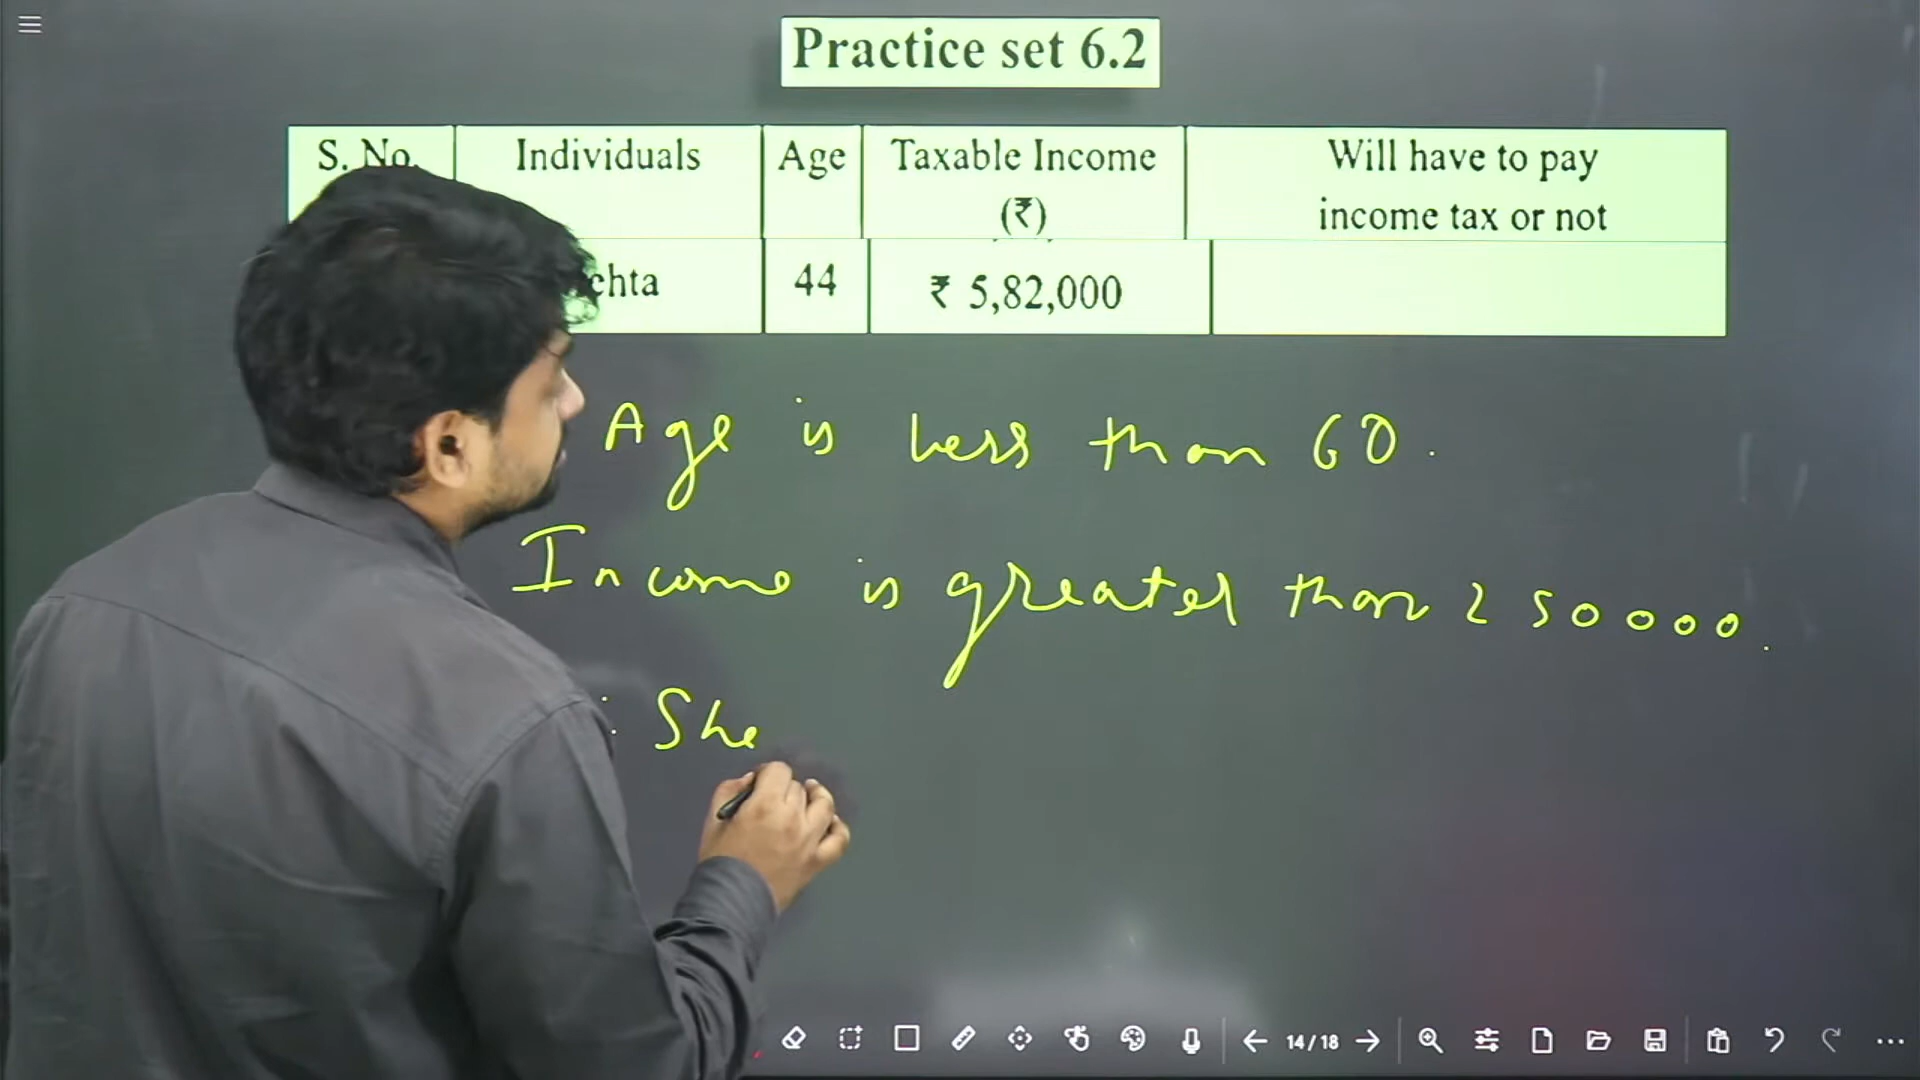 Practice set 6.2
S. No. Individuals Age Taxable Income (₹) Will have to pay income tax or not
chta 44 ₹ 5,82,000
Age is less than 60.
Income is greater than 250000.
∴ She
14/18